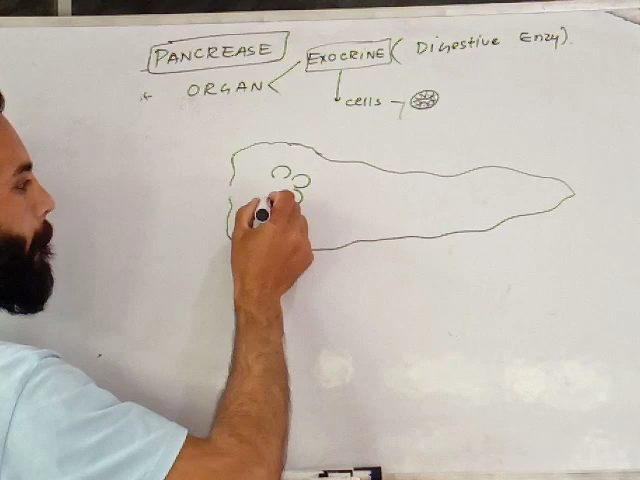 PANCREASE
EXOCRINE ( Digestive Enzy).
* ORGAN <
cells